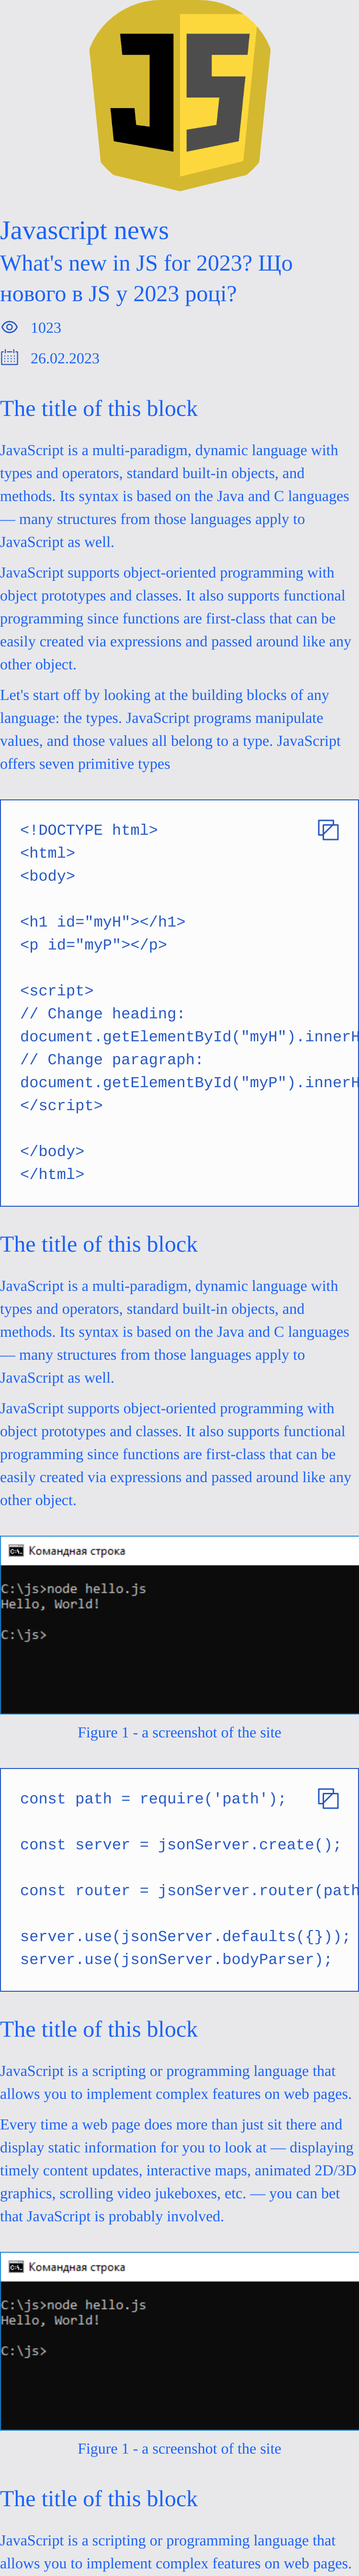 JS
Javascript news
What's new in JS for 2023? Що
нового в JS у 2023 році?
1023
26.02.2023
The title of this block
JavaScript is a multi-paradigm, dynamic language with
types and operators, standard built-in objects, and
methods. Its syntax is based on the Java and C languages
— many structures from those languages apply to
JavaScript as well.
JavaScript supports object-oriented programming with
object prototypes and classes. It also supports functional
programming since functions are first-class that can be
easily created via expressions and passed around like any
other object.
Let's start off by looking at the building blocks of any
language: the types. JavaScript programs manipulate
values, and those values all belong to a type. JavaScript
offers seven primitive types
<!DOCTYPE html>
<html>
<body>
<h1 id="myH"></h1>
<p id="myP"></p>
<script>
// Change heading:
document.getElementById("myH").innerH
// Change paragraph:
document.getElementById("myP").innerH
</script>
</body>
</html>
The title of this block
JavaScript is a multi-paradigm, dynamic language with
types and operators, standard built-in objects, and
methods. Its syntax is based on the Java and C languages
— many structures from those languages apply to
JavaScript as well.
JavaScript supports object-oriented programming with
object prototypes and classes. It also supports functional
programming since functions are first-class that can be
easily created via expressions and passed around like any
other object.
Командная строка
C:\js>node hello.js
Hello, World!
C:\js>
Figure 1 - a screenshot of the site
const path = require('path');
const server = jsonServer.create();
const router = jsonServer.router(path
server.use(jsonServer.defaults({}));
server.use(jsonServer.bodyParser);
The title of this block
JavaScript is a scripting or programming language that
allows you to implement complex features on web pages.
Every time a web page does more than just sit there and
display static information for you to look at — displaying
timely content updates, interactive maps, animated 2D/3D
graphics, scrolling video jukeboxes, etc. — you can bet
that JavaScript is probably involved.
Командная строка
C:\js>node hello.js
Hello, World!
C:\js>
Figure 1 - a screenshot of the site
The title of this block
JavaScript is a scripting or programming language that
allows you to implement complex features on web pages.